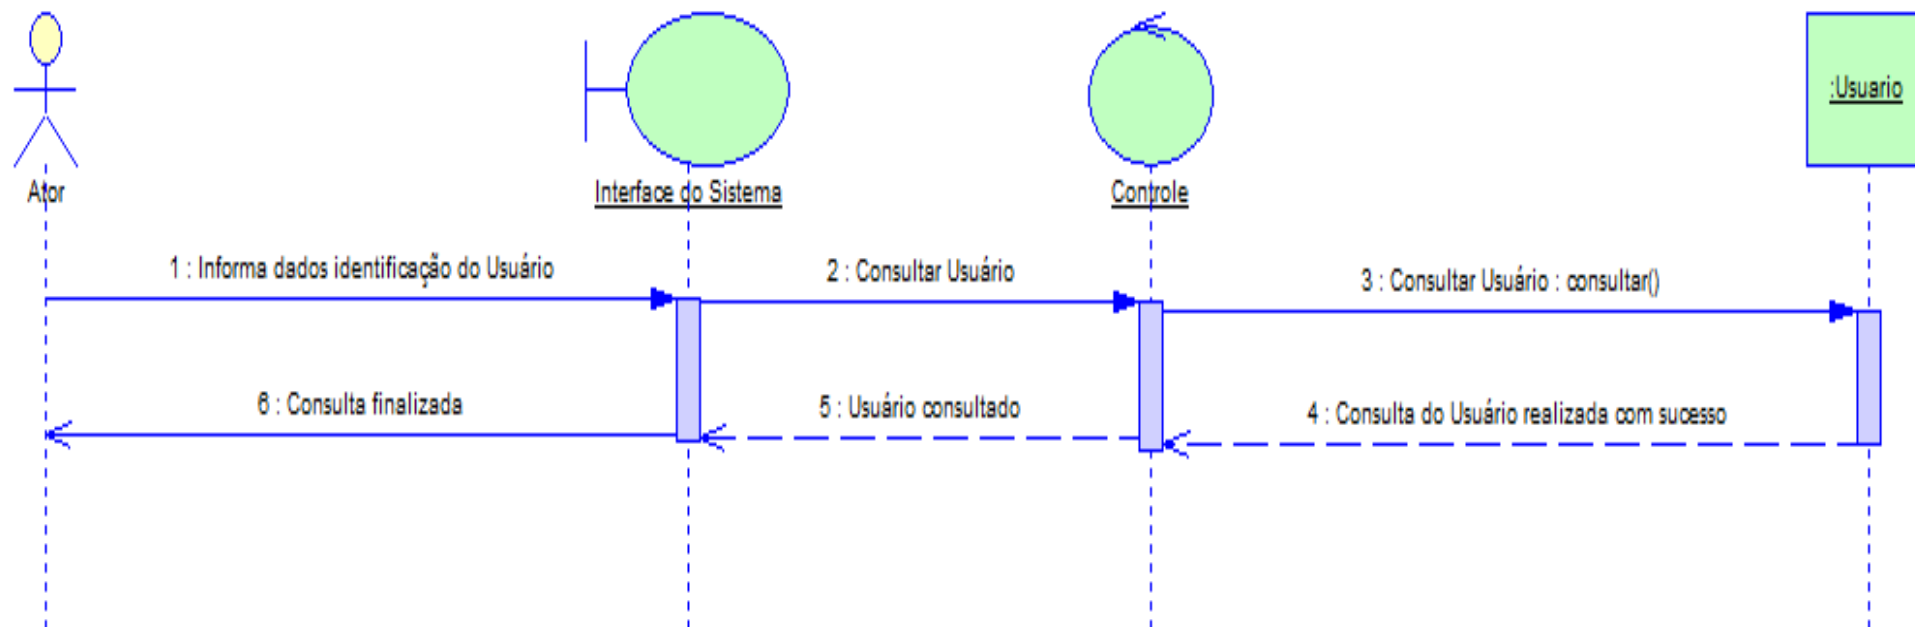 :Usuario
Ator
Interface do Sistema
Controle
1 : Informa dados identificação do Usuário
2 : Consultar Usuário
3 : Consultar Usuário : consultar()
6 : Consulta finalizada
5 : Usuário consultado
4 : Consulta do Usuário realizada com sucesso